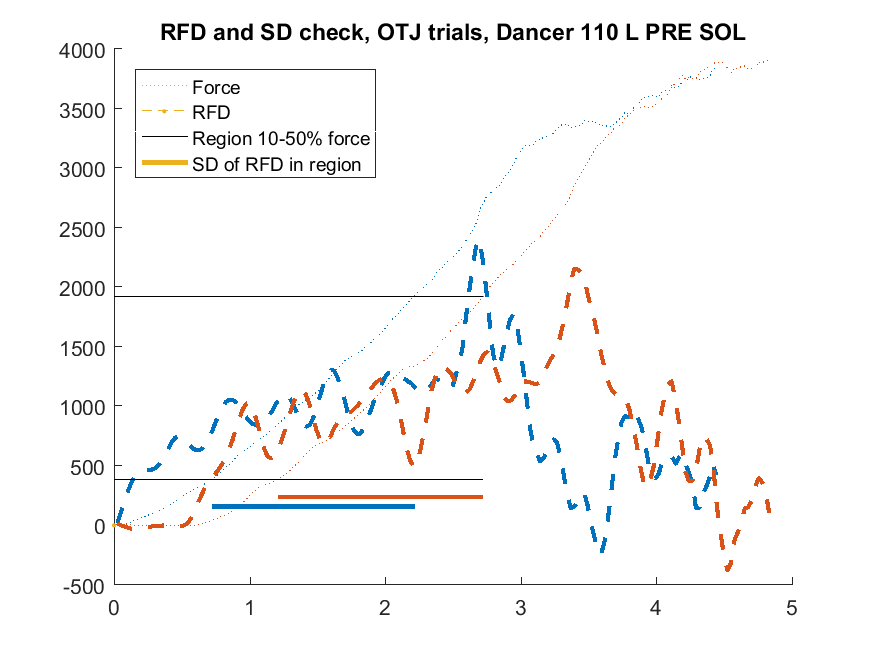 RFD and SD check, OTJ trials, Dancer 110 L PRE SOL
4000
3500
3000
2500
2000
1500
1000
500
0
-500
Force
RFD
Region 10-50% force
SD of RFD in region
0 1 2 3 4 5